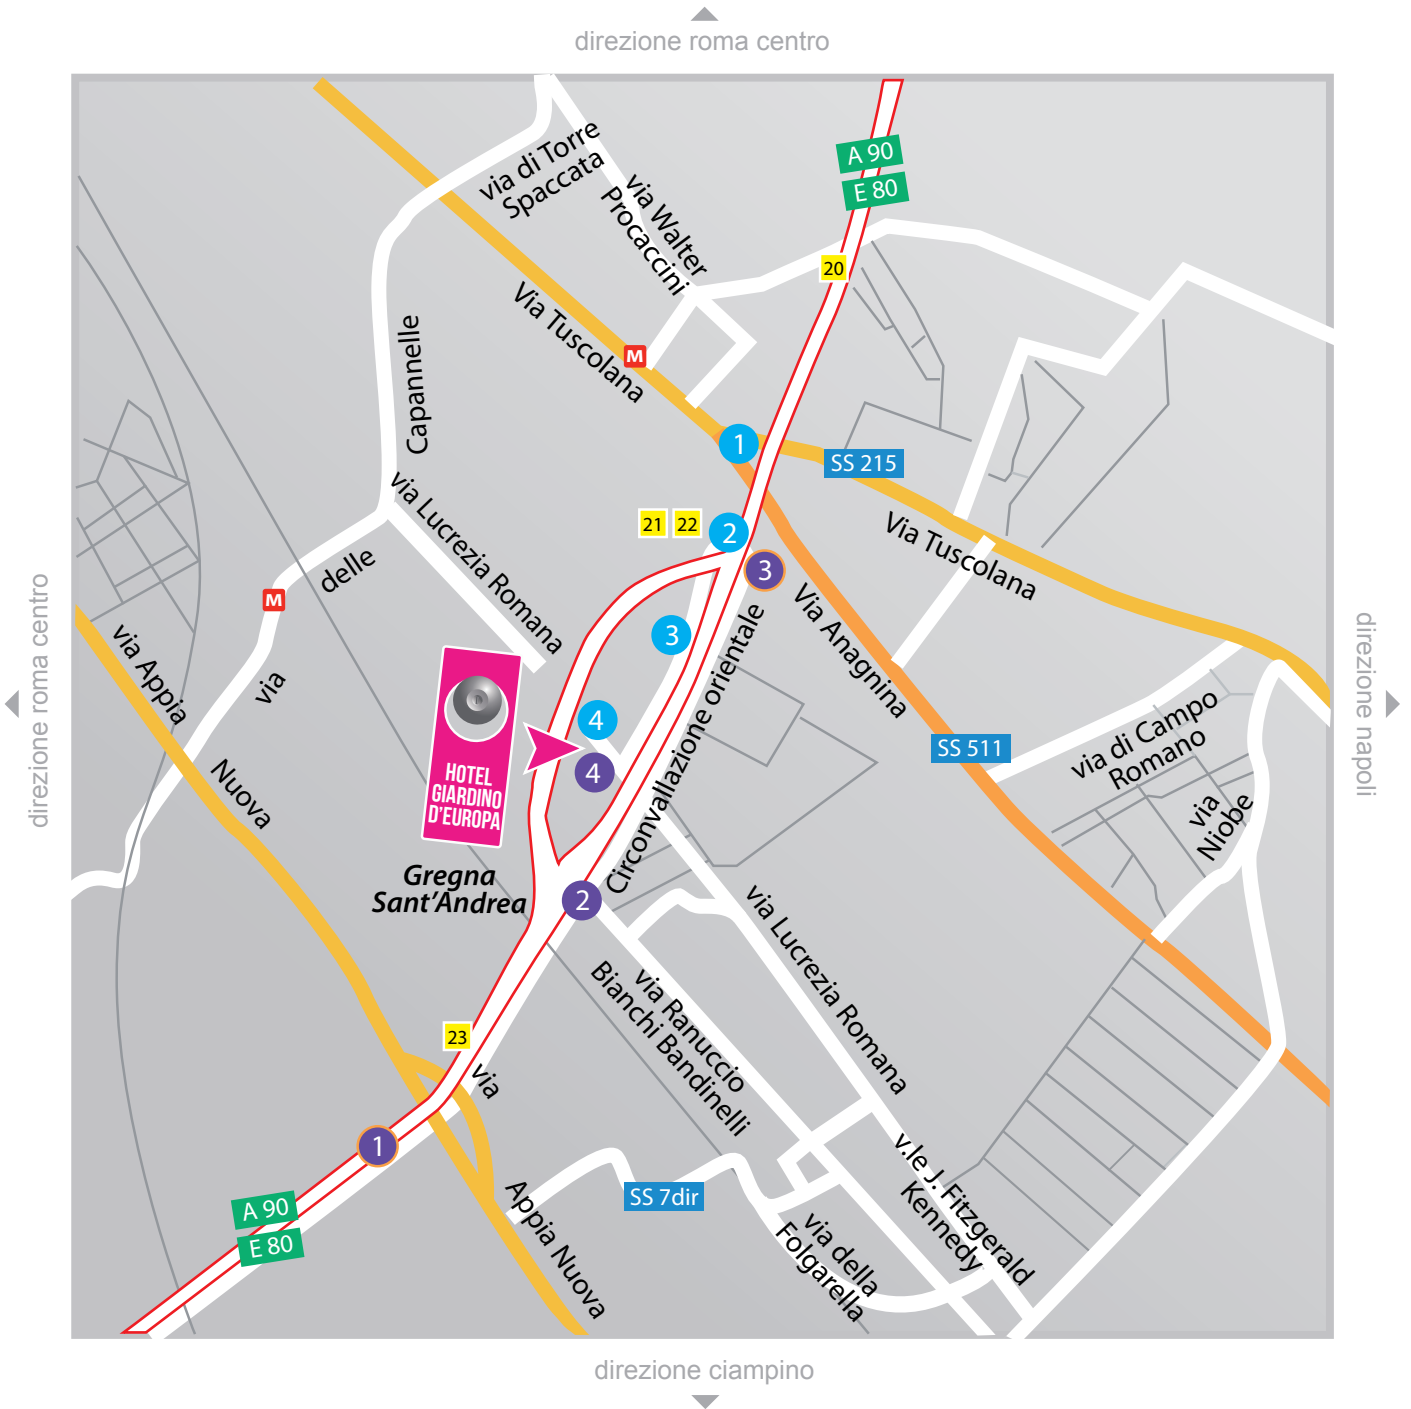 direzione roma centro
A 90
E 80
via di Torre
Spaccata
via Walter
Procaccini
20
Via Tuscolana
M
Capannelle
1
SS 215
via Lucrezia Romana
21
22
2
3
Via Tuscolana
delle
M
direzione roma centro
direzione napoli
via Appia
via
3
Circonvallazione orientale
Via Anagnina
4
4
SS 511
via di Campo
Romano
via
Niobe
Nuova
HOTEL
GIARDINO
D'EUROPA
Gregna
Sant'Andrea
2
via Lucrezia Romana
via Ranuccio
Bianchi Bandinelli
23
via
1
A 90
E 80
SS 7dir
Appia Nuova
v.le J. Fitzgerald
Kennedy
via della
Folgarella
direzione ciampino